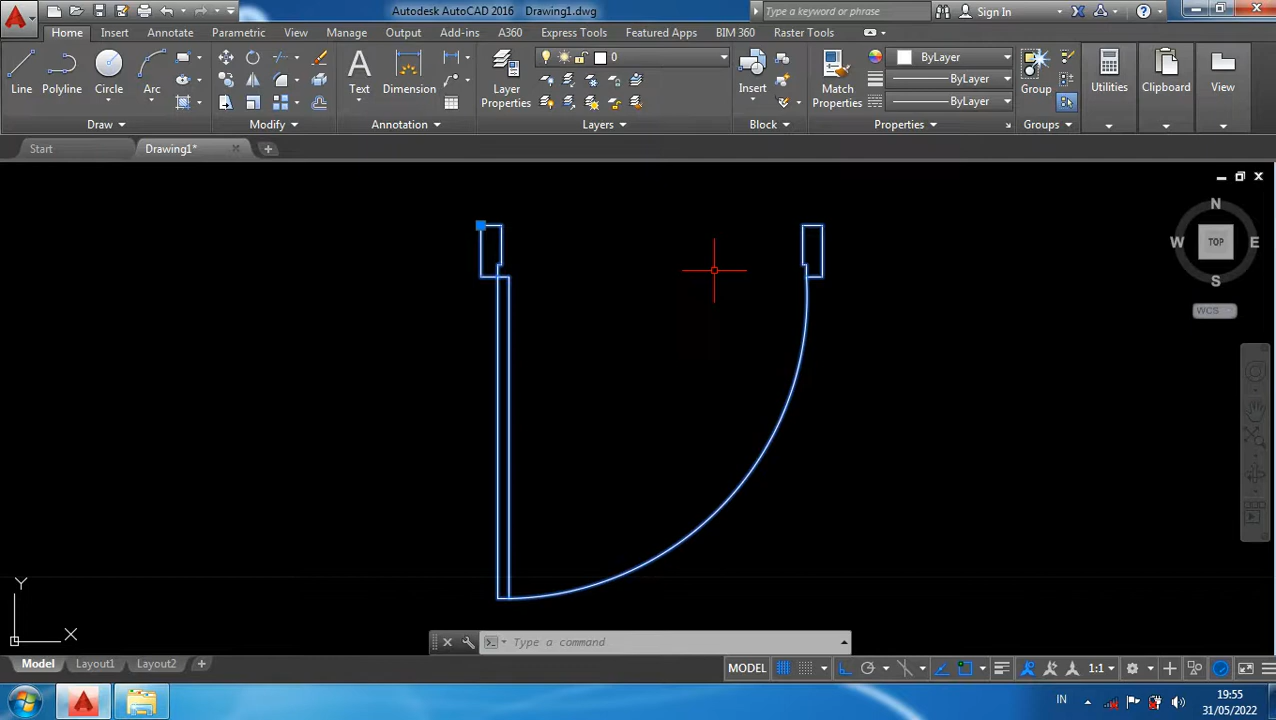 Autodesk AutoCAD 2016 Drawing1.dwg
Type a keyword or phrase
Sign In
Home Insert Annotate Parametric View Manage Output Add-ins A360 Express Tools Featured Apps BIM 360 Raster Tools
Line Polyline Circle Arc
Text Dimension
Layer Properties
0
Insert
Match Properties
ByLayer
ByLayer
ByLayer
Group
Utilities Clipboard View
Draw Modify Annotation Layers Block Properties Groups
Start Drawing1*
N
W TOP E
S
WCS
Y
X
Type a command
Model Layout1 Layout2
MODEL 1:1
IN 19:55
31/05/2022